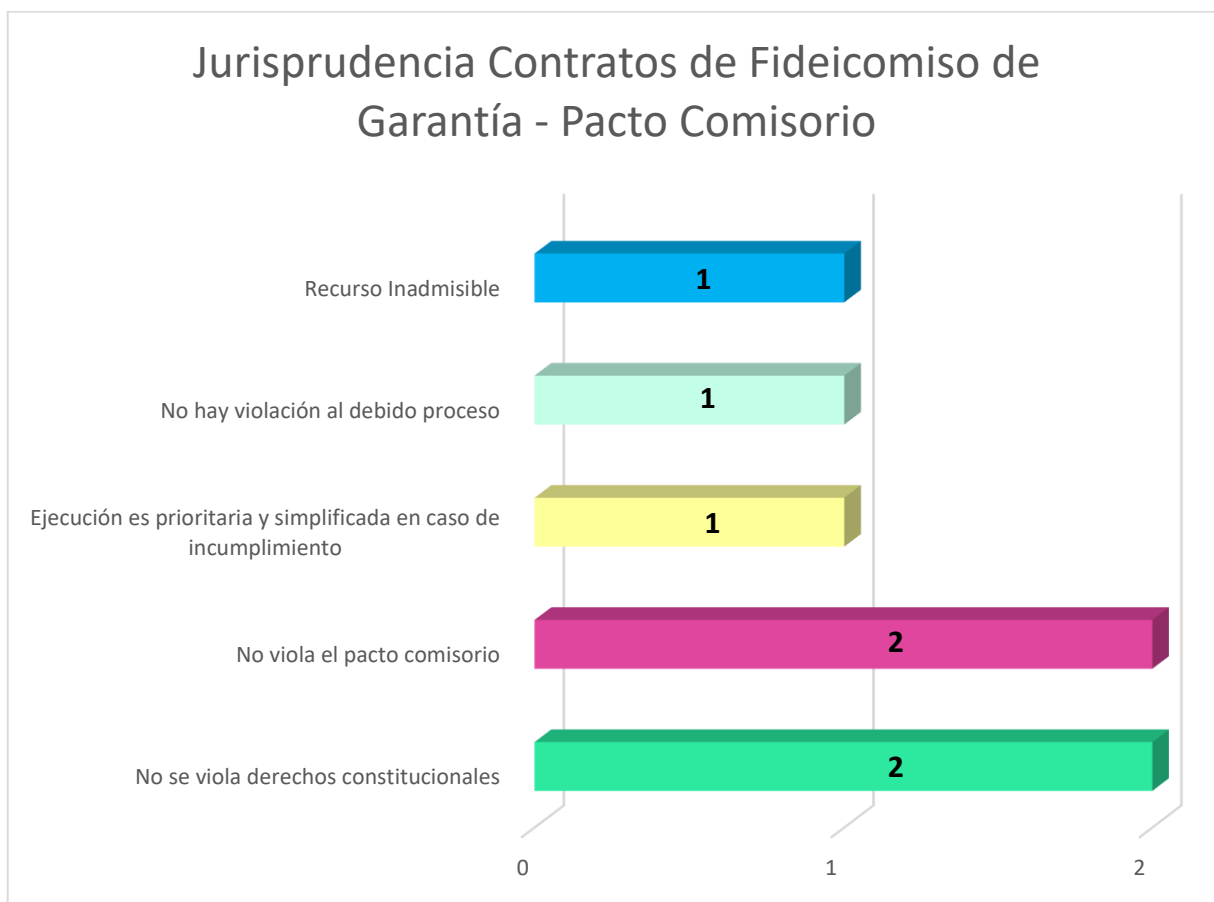 Jurisprudencia Contratos de Fideicomiso de
Garantía - Pacto Comisorio
Recurso Inadmisible
1
No hay violación al debido proceso
1
Ejecución es prioritaria y simplificada en caso de
incumplimiento
1
No viola el pacto comisorio
2
No se viola derechos constitucionales
2
0 1 2